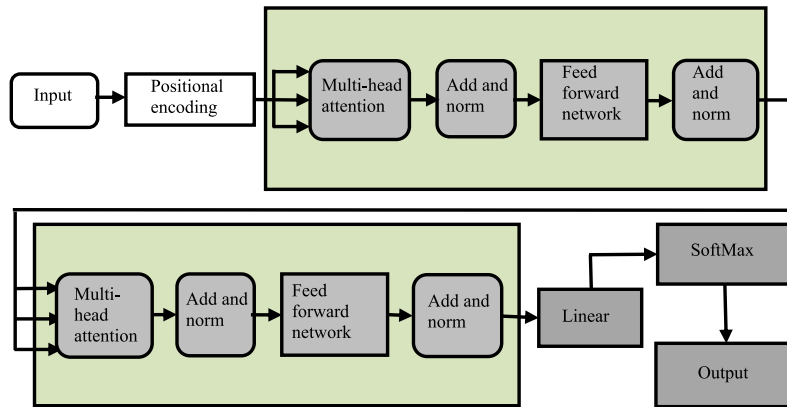 Input
Positional
encoding
Multi-head
attention
Add and
norm
Feed
forward
network
Add
and
norm
Multi-
head
attention
Add and
norm
Feed
forward
network
Add and
norm
Linear
SoftMax
Output